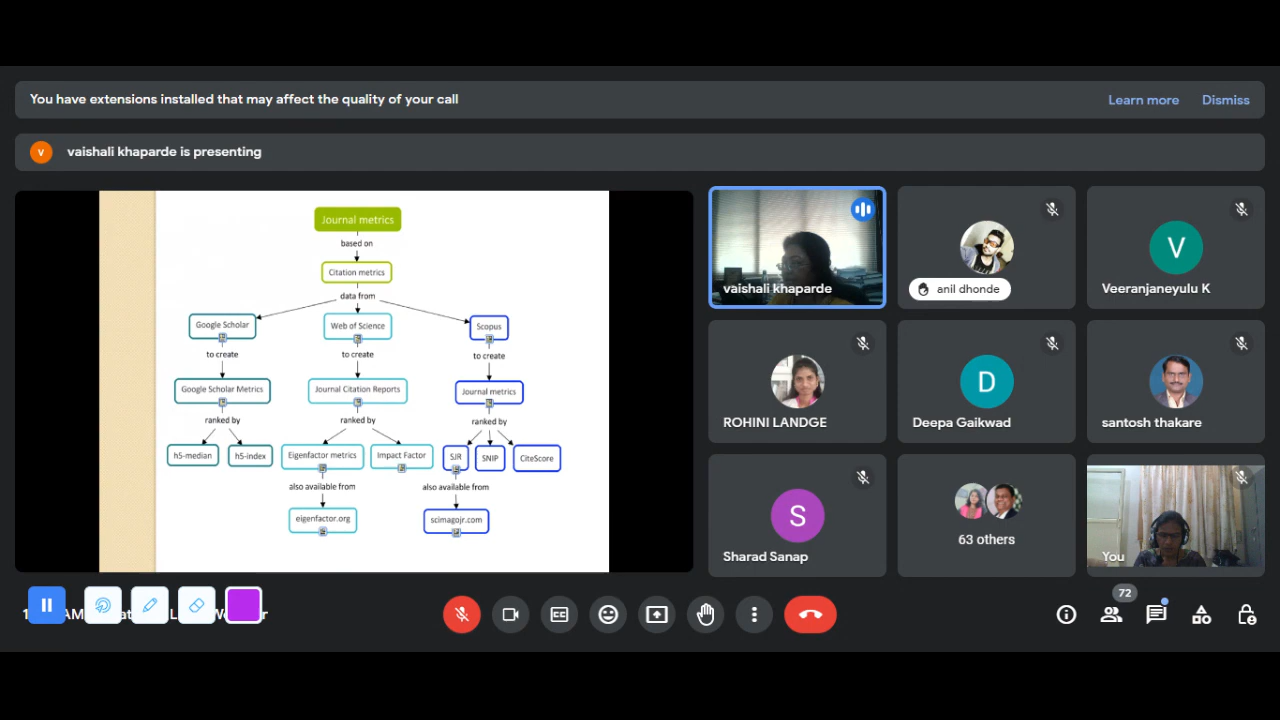 You have extensions installed that may affect the quality of your call
Learn more
Dismiss
V
vaishali khaparde is presenting
Journal metrics
based on
Citation metrics
data from
Google Scholar
Web of Science
Scopus
to create
to create
to create
Google Scholar Metrics
Journal Citation Reports
Journal metrics
ranked by
ranked by
ranked by
h5-median
h5-index
Eigenfactor metrics
Impact Factor
SJR
SNIP
CiteScore
also available from
also available from
eigenfactor.org
scimagojr.com
vaishali khaparde
anil dhonde
V
Veeranjaneyulu K
ROHINI LANDGE
D
Deepa Gaikwad
santosh thakare
S
Sharad Sanap
63 others
You
AM
72